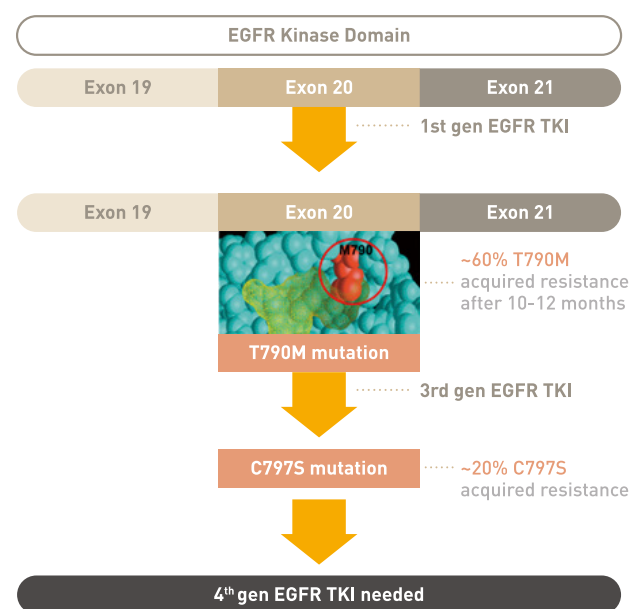 EGFR Kinase Domain
Exon 19 Exon 20 Exon 21
1st gen EGFR TKI
Exon 19 Exon 20 Exon 21
M790
~60% T790M
acquired resistance
after 10-12 months
T790M mutation
3rd gen EGFR TKI
C797S mutation
~20% C797S
acquired resistance
4th gen EGFR TKI needed